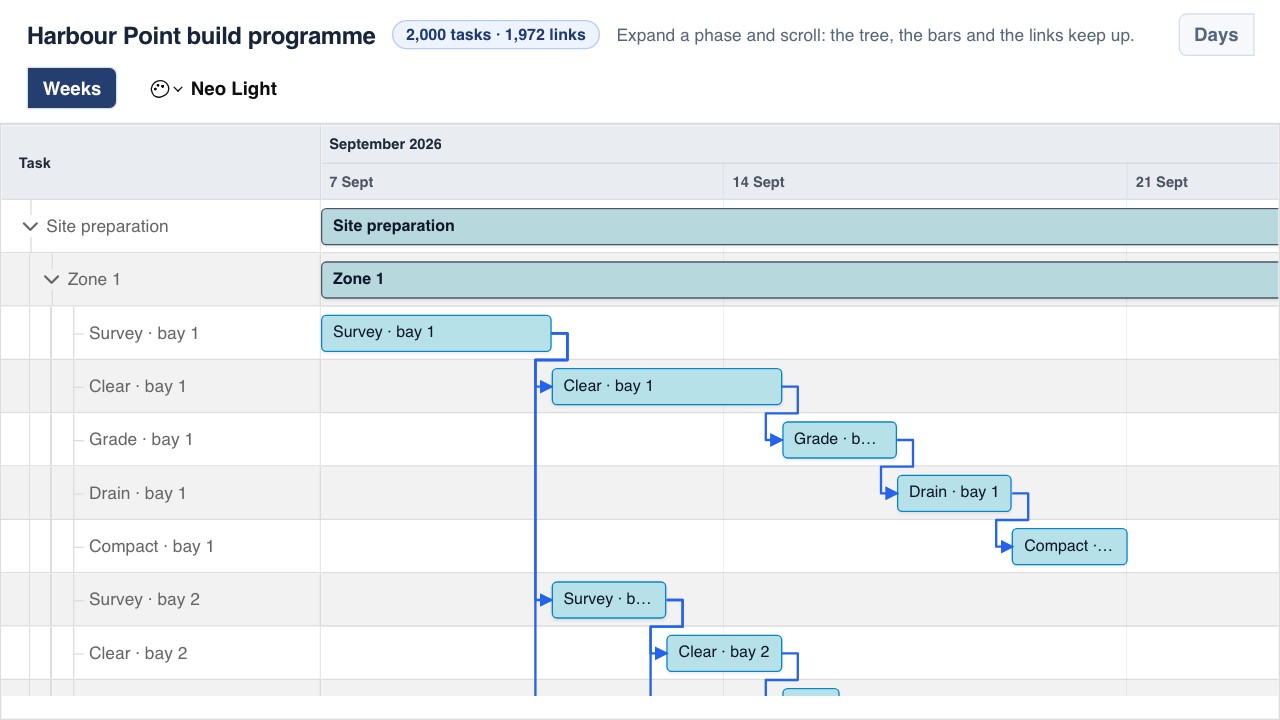 Harbour Point build programme
2,000 tasks · 1,972 links
Expand a phase and scroll: the tree, the bars and the links keep up.
Days
Weeks
Neo Light
Task
September 2026
7 Sept
14 Sept
21 Sept
Site preparation
Site preparation
Zone 1
Zone 1
Survey · bay 1
Survey · bay 1
Clear · bay 1
Clear · bay 1
Grade · bay 1
Grade · b…
Drain · bay 1
Drain · bay 1
Compact · bay 1
Compact ·…
Survey · bay 2
Survey · b…
Clear · bay 2
Clear · bay 2